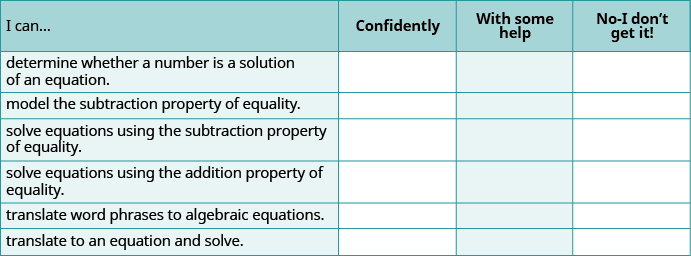 I can...
Confidently
With some
help
No-I don't
get it!
determine whether a number is a solution
of an equation.
model the subtraction property of equality.
solve equations using the subtraction property
of equality.
solve equations using the addition property of
equality.
translate word phrases to algebraic equations.
translate to an equation and solve.